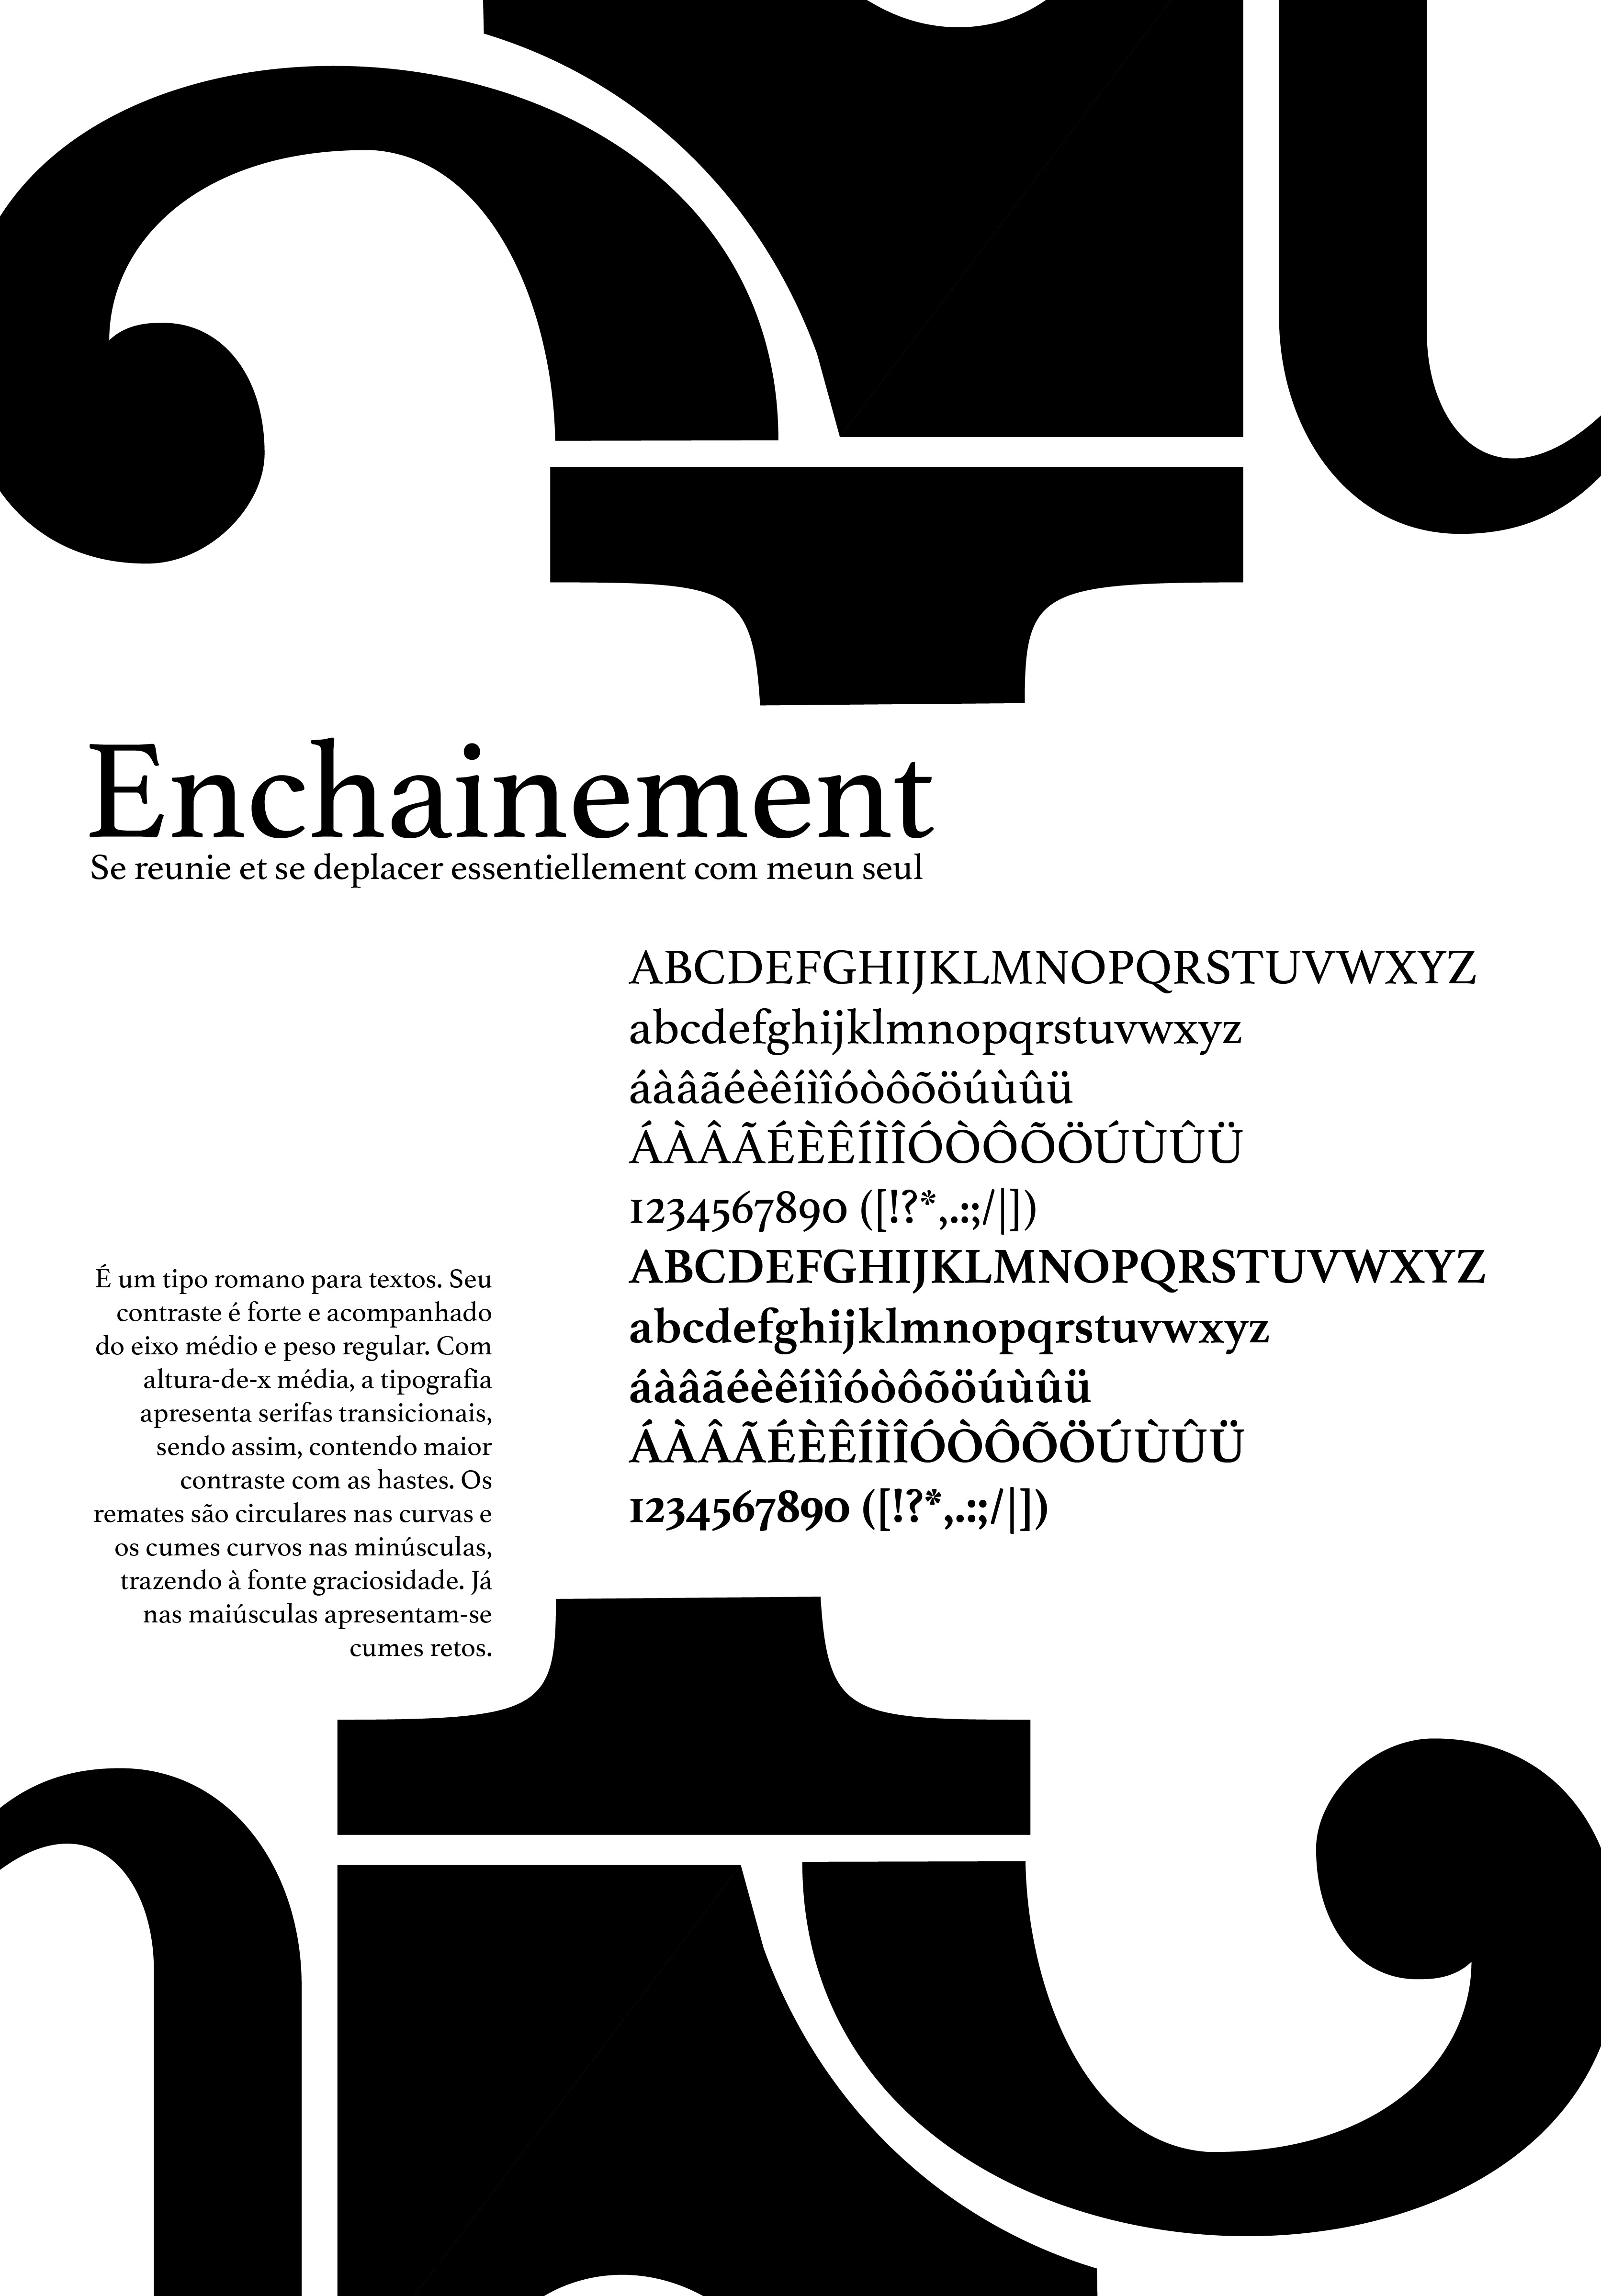 Enchainement
Se reunie et se deplacer essentiellement com meun seul
ABCDEFGHIJKLMNOPQRSTUVWXYZ
abcdefghijklmnopqrstuvwxyz
áàâãéèêíìîóòôõöúùûü
ÁÀÂÃÉÈÊÍÌÎÓÒÔÕÖÚÙÛÜ
1234567890 ([!?*,.:;/|])
ABCDEFGHIJKLMNOPQRSTUVWXYZ
abcdefghijklmnopqrstuvwxyz
áàâãéèêíìîóòôõöúùûü
ÁÀÂÃÉÈÊÍÌÎÓÒÔÕÖÚÙÛÜ
1234567890 ([!?*,.:;/|])
É um tipo romano para textos. Seu
contraste é forte e acompanhado
do eixo médio e peso regular. Com
altura-de-x média, a tipografia
apresenta serifas transicionais,
sendo assim, contendo maior
contraste com as hastes. Os
remates são circulares nas curvas e
os cumes curvos nas minúsculas,
trazendo à fonte graciosidade. Já
nas maiúsculas apresentam-se
cumes retos.